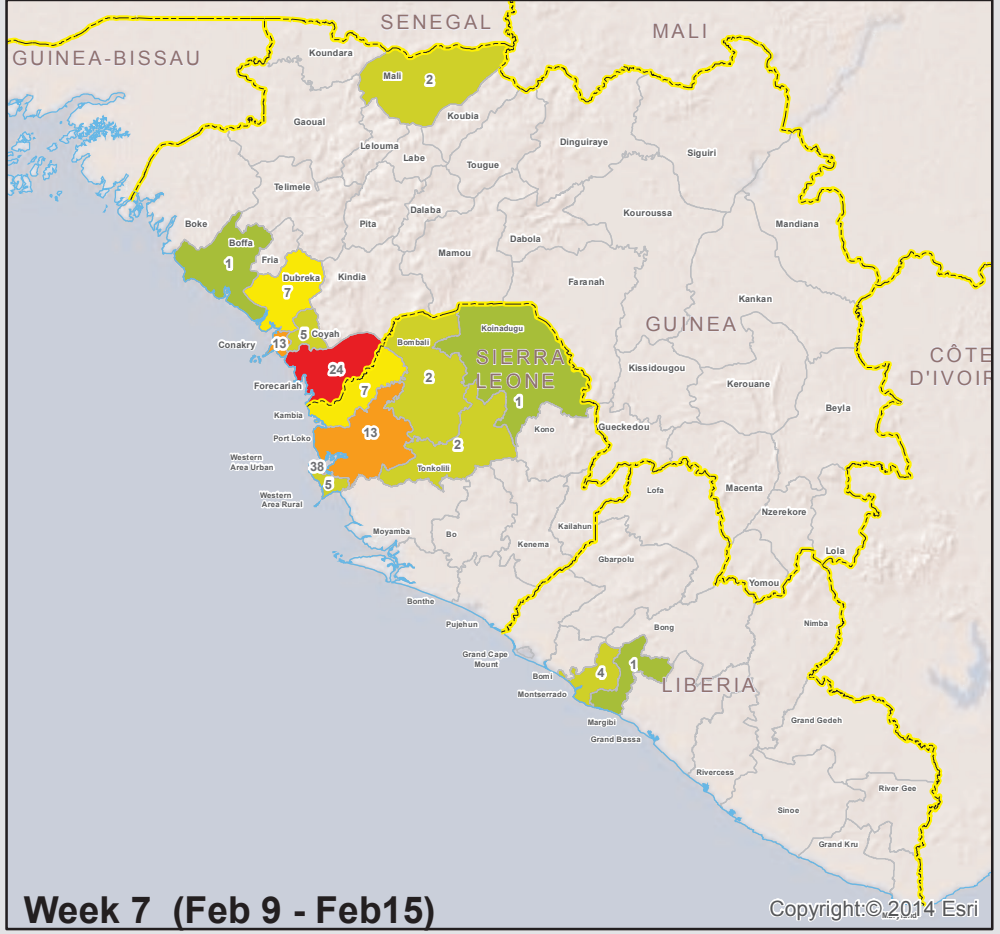 SENEGAL
MALI
GUINEA-BISSAU
Koundara
Mali
2
Koubia
Gaoual
Lelouma
Labe
Tougue
Dinguiraye
Siguiri
Telimele
Dalaba
Kouroussa
Boke
Pita
Mandiana
Boffa
Dabola
Mamou
Fria
1
Dubreka
Kindia
Faranah
7
Kankan
GUINEA
Koinadugu
5
Coyah
Conakry
13
Bombali
CÔTE
D'IVOIR
SIERRA
LEONE
Kissidougou
24
2
Forecariah
Kerouane
7
1
Beyla
Kambia
Kono
Gueckedou
Port Loko
13
2
Western
Area Urban
38
Tonkolili
5
Lofa
Macenta
Western
Area Rural
Nzerekore
Moyamba
Bo
Kailahun
Kenema
Lola
Gbarpolu
Yomou
Bonthe
Pujehun
Bong
Nimba
Grand Cape
Mount
4
1
Bomi
LIBERIA
Montserrado
Margibi
Grand Gedeh
Grand Bassa
Rivercess
River Gee
Sinoe
Grand Kru
Week 7 (Feb 9 - Feb15)
Copyright:© 2014 Esri